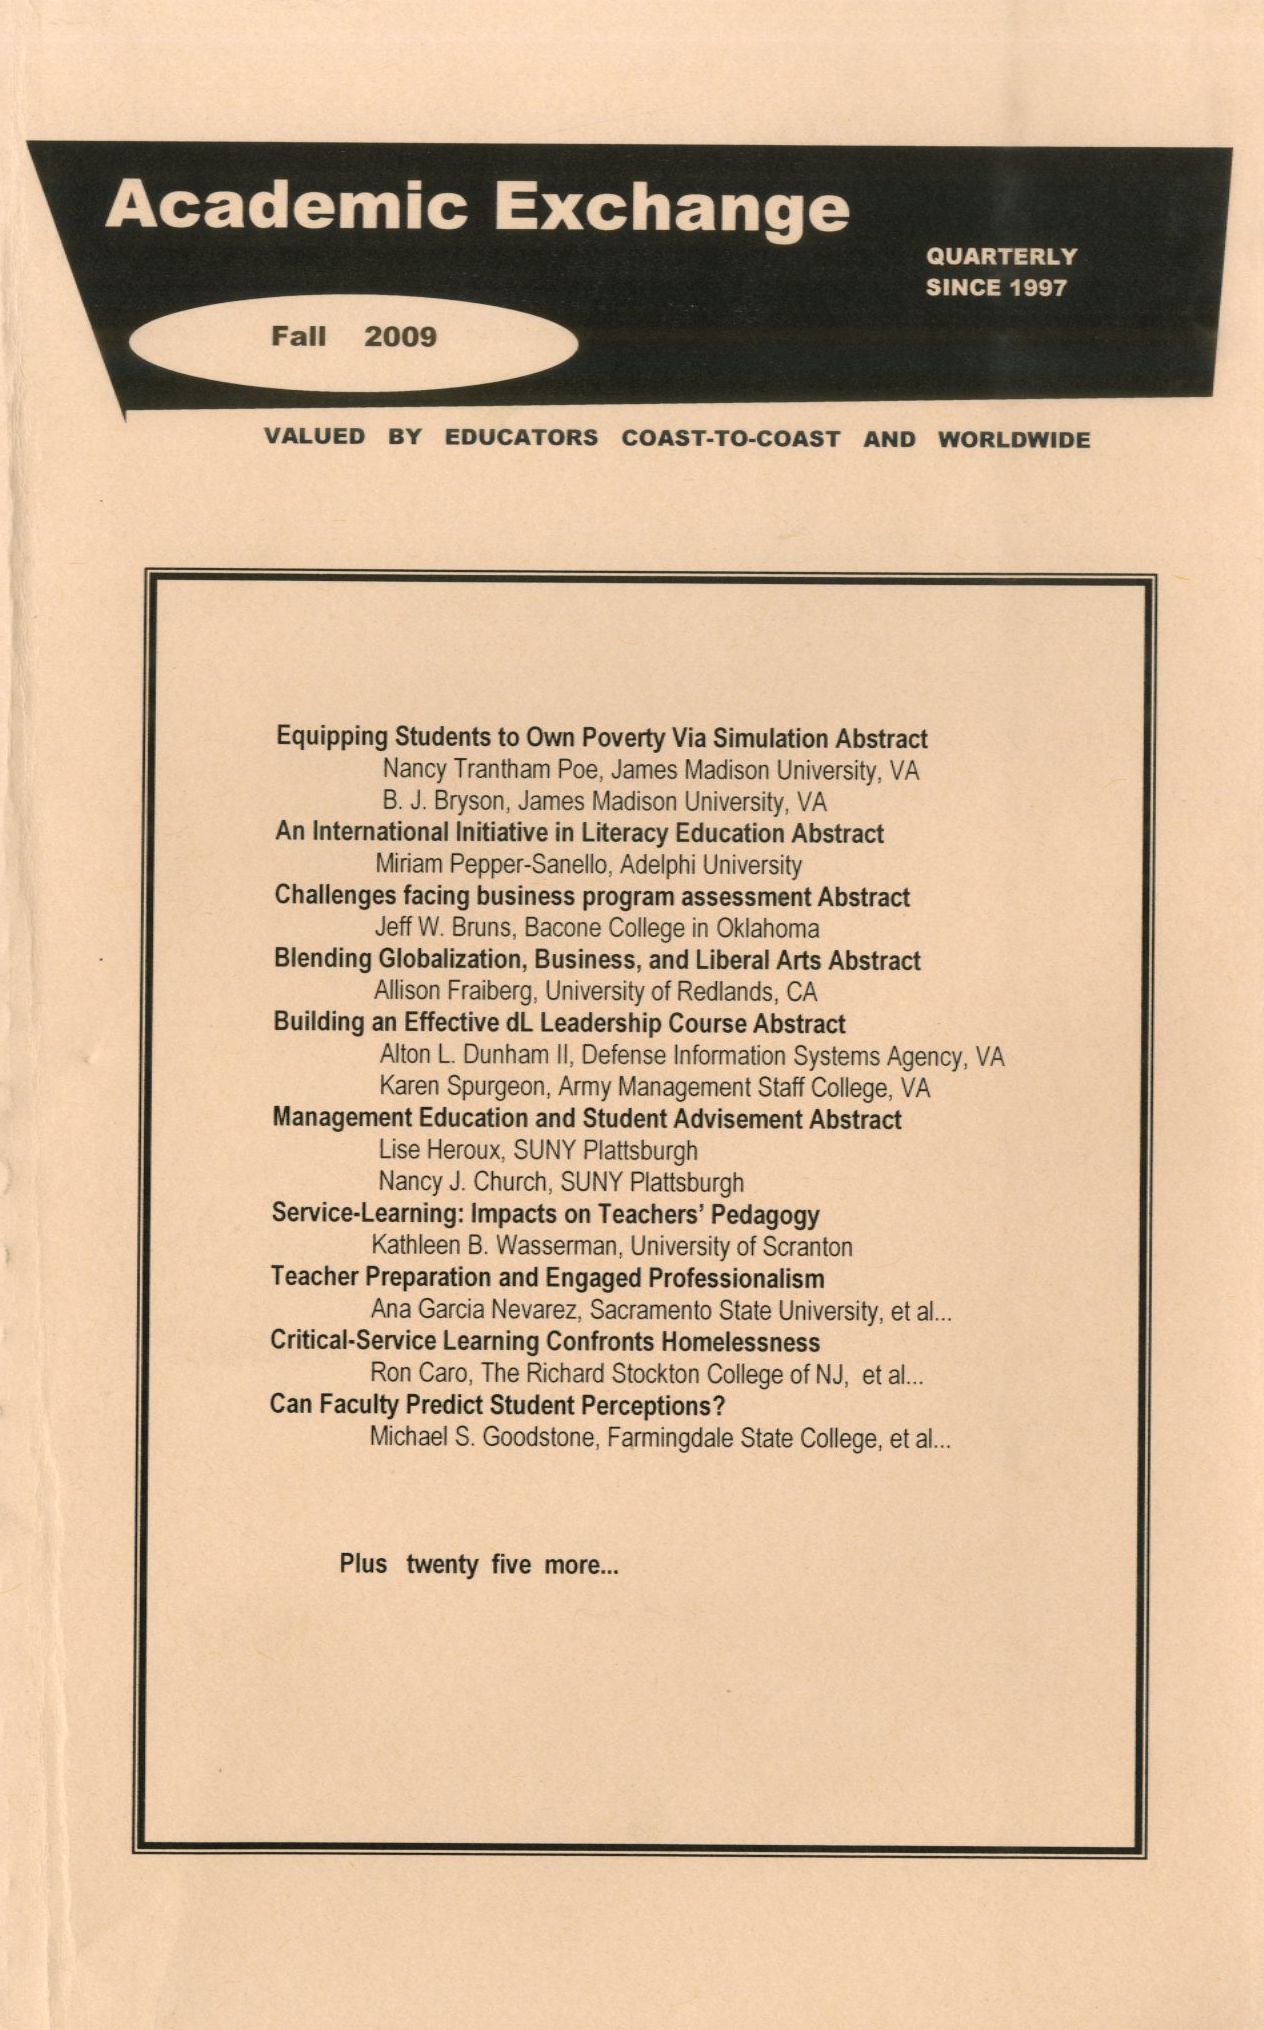 Academic Exchange
QUARTERLY
SINCE 1997
Fall 2009
VALUED BY EDUCATORS COAST-TO-COAST AND WORLDWIDE
Equipping Students to Own Poverty Via Simulation Abstract
Nancy Trantham Poe, James Madison University, VA
B. J. Bryson, James Madison University, VA
An International Initiative in Literacy Education Abstract
Miriam Pepper-Sanello, Adelphi University
Challenges facing business program assessment Abstract
Jeff W. Bruns, Bacone College in Oklahoma
Blending Globalization, Business, and Liberal Arts Abstract
Allison Fraiberg, University of Redlands, CA
Building an Effective dL Leadership Course Abstract
Alton L. Dunham II, Defense Information Systems Agency, VA
Karen Spurgeon, Army Management Staff College, VA
Management Education and Student Advisement Abstract
Lise Heroux, SUNY Plattsburgh
Nancy J. Church, SUNY Plattsburgh
Service-Learning: Impacts on Teachers’ Pedagogy
Kathleen B. Wasserman, University of Scranton
Teacher Preparation and Engaged Professionalism
Ana Garcia Nevarez, Sacramento State University, et al...
Critical-Service Learning Confronts Homelessness
Ron Caro, The Richard Stockton College of NJ, et al...
Can Faculty Predict Student Perceptions?
Michael S. Goodstone, Farmingdale State College, et al...
Plus twenty five more...